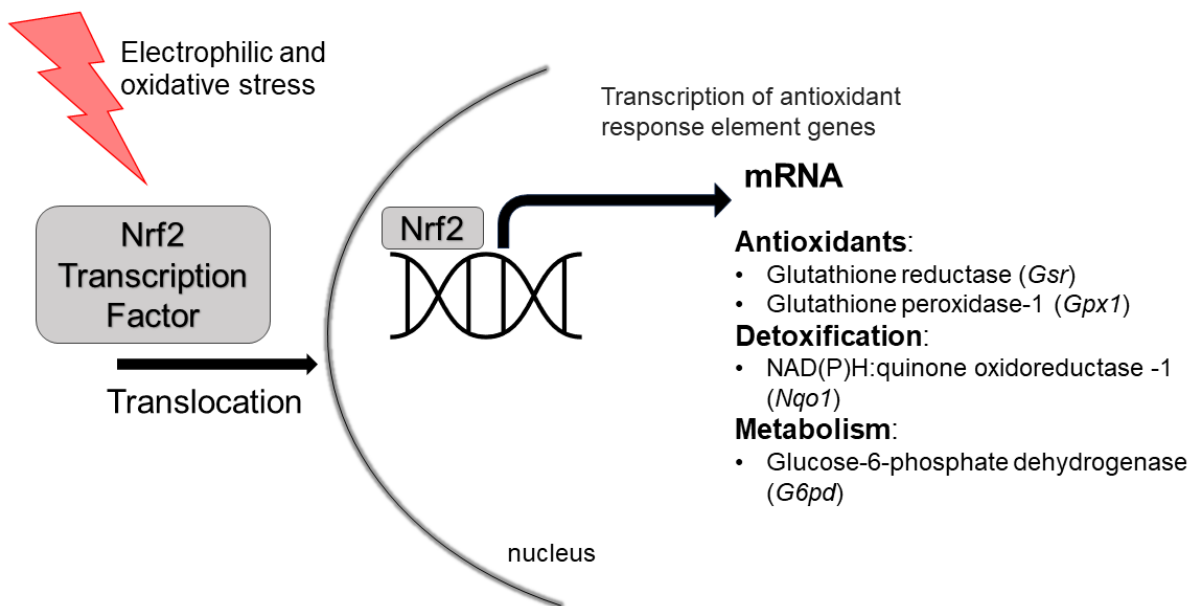 Electrophilic and
oxidative stress
Nrf2
Transcription
Factor
Translocation
Nrf2
nucleus
Transcription of antioxidant
response element genes
mRNA
Antioxidants:
• Glutathione reductase (Gsr)
• Glutathione peroxidase-1 (Gpx1)
Detoxification:
• NAD(P)H:quinone oxidoreductase -1
(Nqo1)
Metabolism:
• Glucose-6-phosphate dehydrogenase
(G6pd)